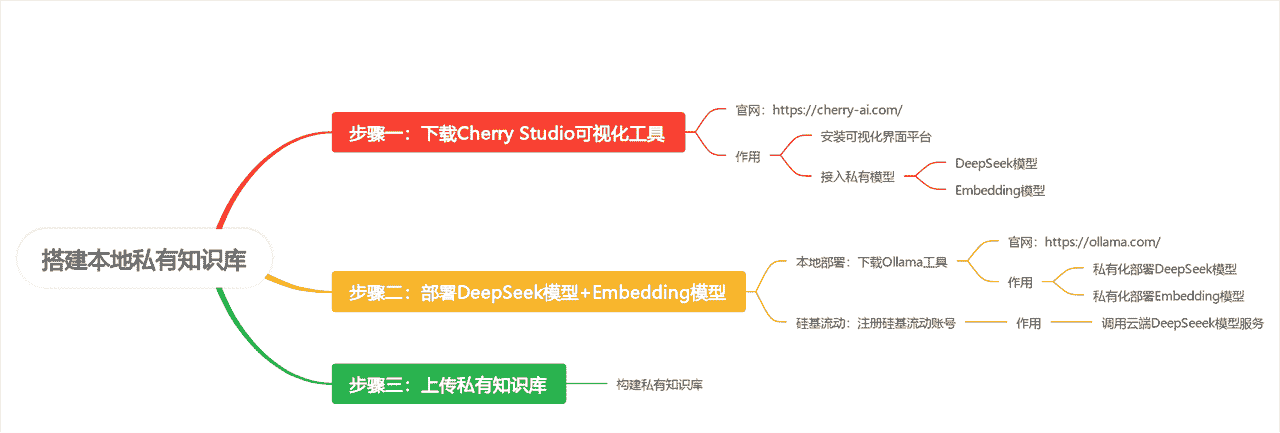 搭建本地私有知识库
步骤一：下载Cherry Studio可视化工具
官网：https://cherry-ai.com/
作用
安装可视化界面平台
接入私有模型
DeepSeek模型
Embedding模型
步骤二：部署DeepSeek模型+Embedding模型
本地部署：下载Ollama工具
官网：https://ollama.com/
作用
私有化部署DeepSeek模型
私有化部署Embedding模型
硅基流动：注册硅基流动账号
作用
调用云端DeepSeeek模型服务
步骤三：上传私有知识库
构建私有知识库